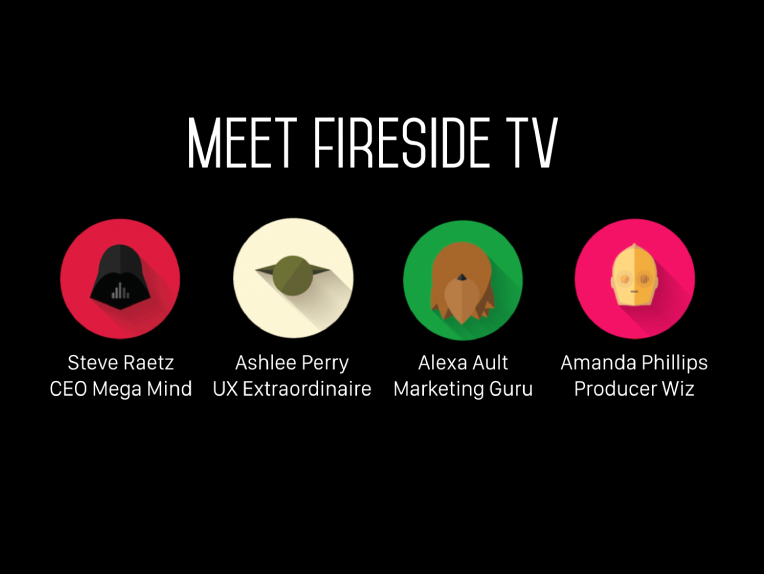 MEET FIRESIDE TV
Steve Raetz
CEO Mega Mind
Ashlee Perry
UX Extraordinaire
Alexa Ault
Marketing Guru
Amanda Phillips
Producer Wiz